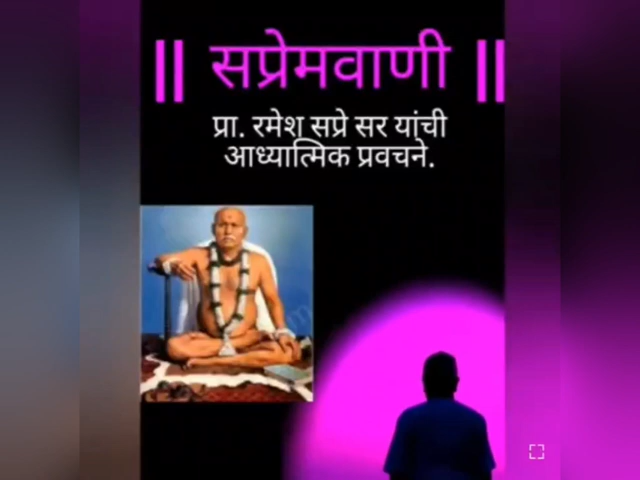 || सप्रेमवाणी ||
प्रा. रमेश सप्रे सर यांची
आध्यात्मिक प्रवचने.